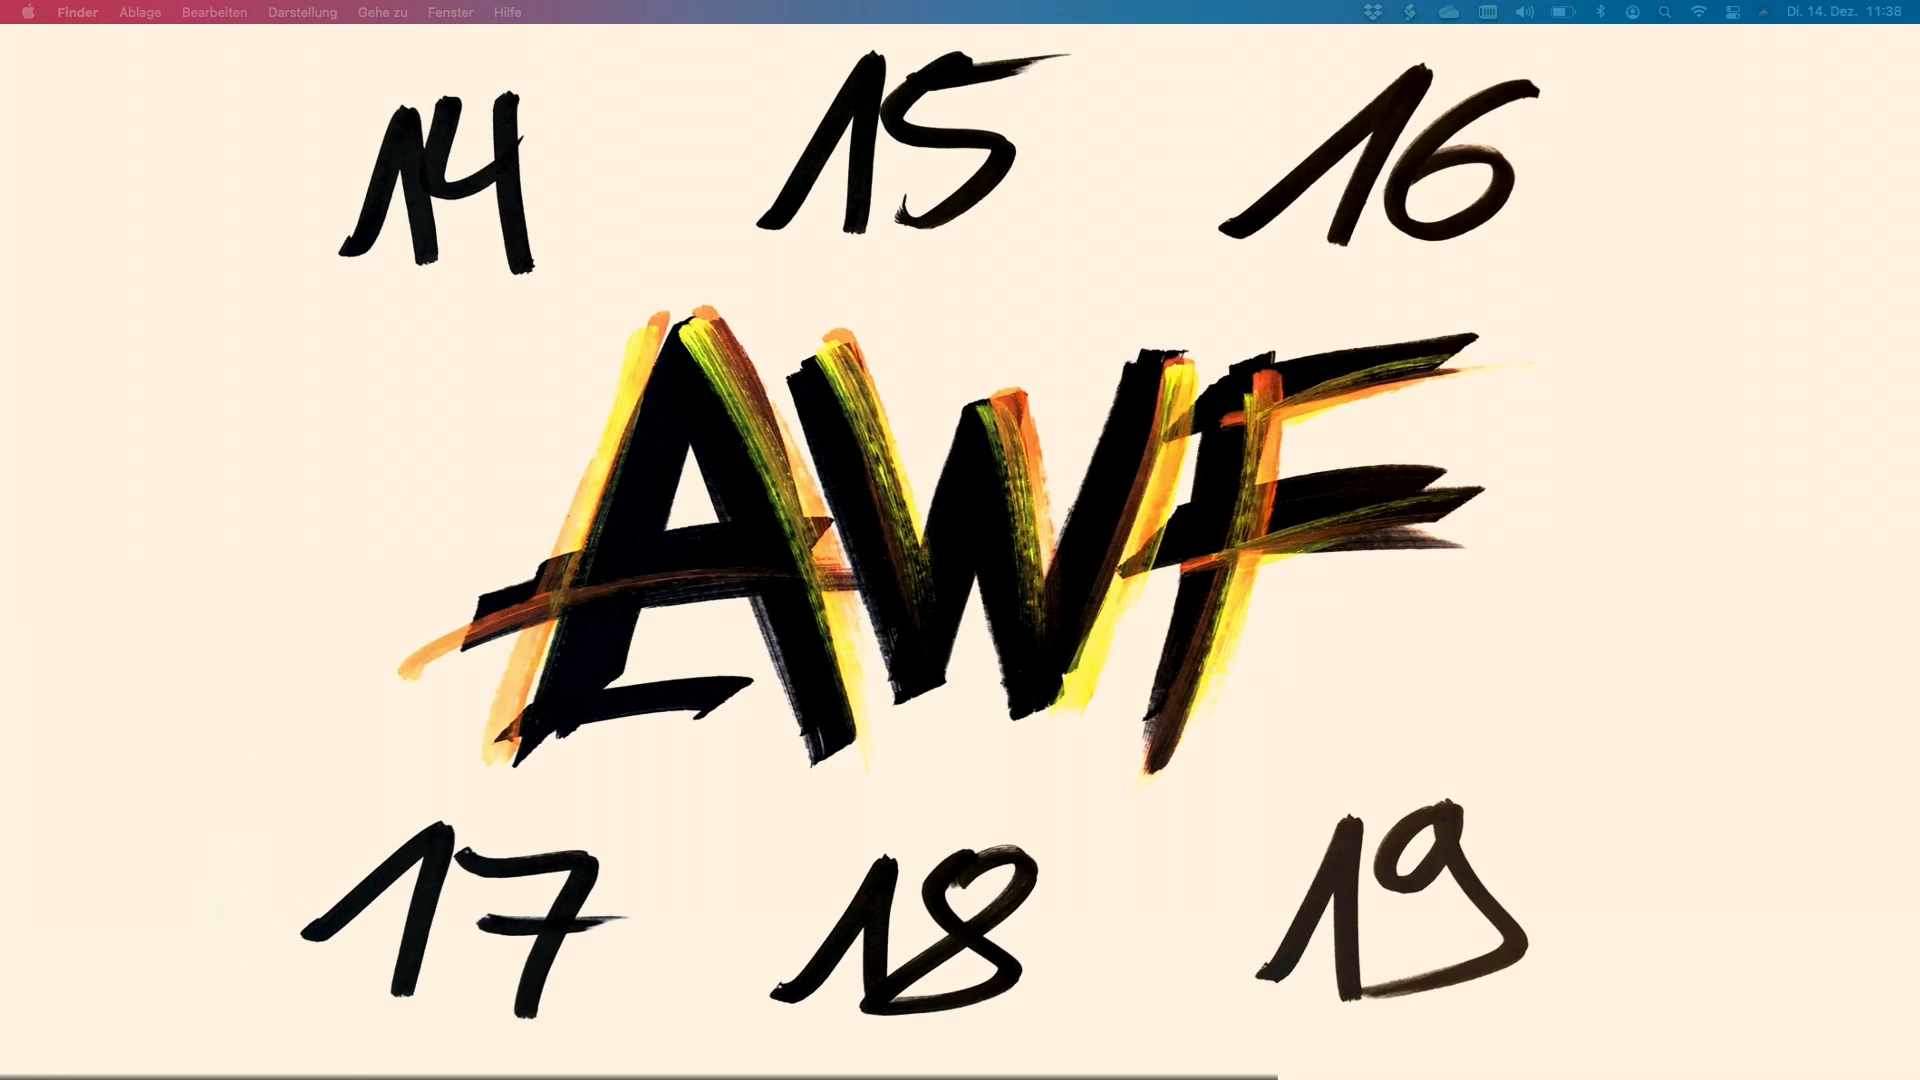 Finder Ablage Bearbeiten Darstellung Gehe zu Fenster Hilfe Di. 14. Dez. 11:38
14 15 16
AWF
17 18 19